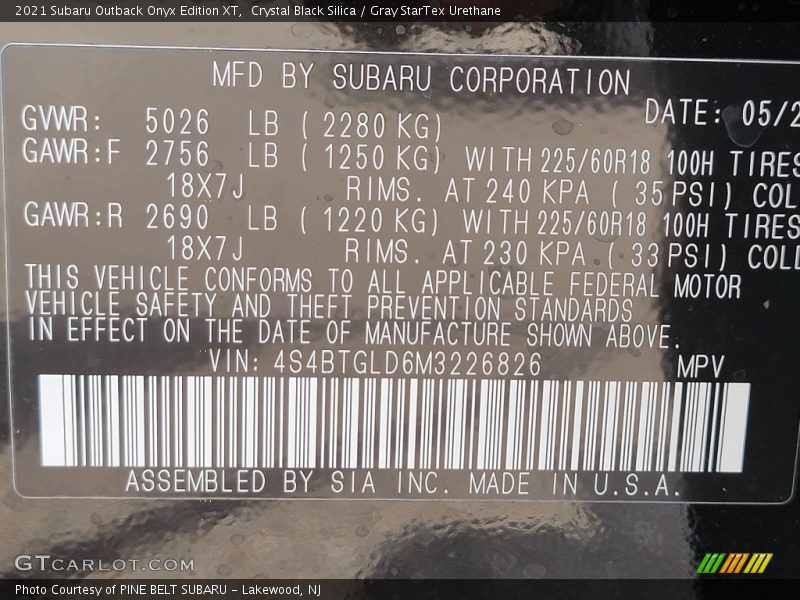 2021 Subaru Outback Onyx Edition XT, Crystal Black Silica / Gray StarTex Urethane
MFD BY SUBARU CORPORATION
DATE: 05/2
GVWR: 5026 LB ( 2280 KG)
GAWR:F 2756 LB ( 1250 KG) WITH 225/60R18 100H TIRES
18X7J RIMS. AT 240 KPA ( 35 PSI) COL
GAWR:R 2690 LB ( 1220 KG) WITH 225/60R18 100H TIRES
18X7J RIMS. AT 230 KPA ( 33 PSI) COLD
THIS VEHICLE CONFORMS TO ALL APPLICABLE FEDERAL MOTOR
VEHICLE SAFETY AND THEFT PREVENTION STANDARDS
IN EFFECT ON THE DATE OF MANUFACTURE SHOWN ABOVE.
VIN: 4S4BTGLD6M3226826 MPV
ASSEMBLED BY SIA INC. MADE IN U.S.A.
GTCARLOT.COM
Photo Courtesy of PINE BELT SUBARU - Lakewood, NJ